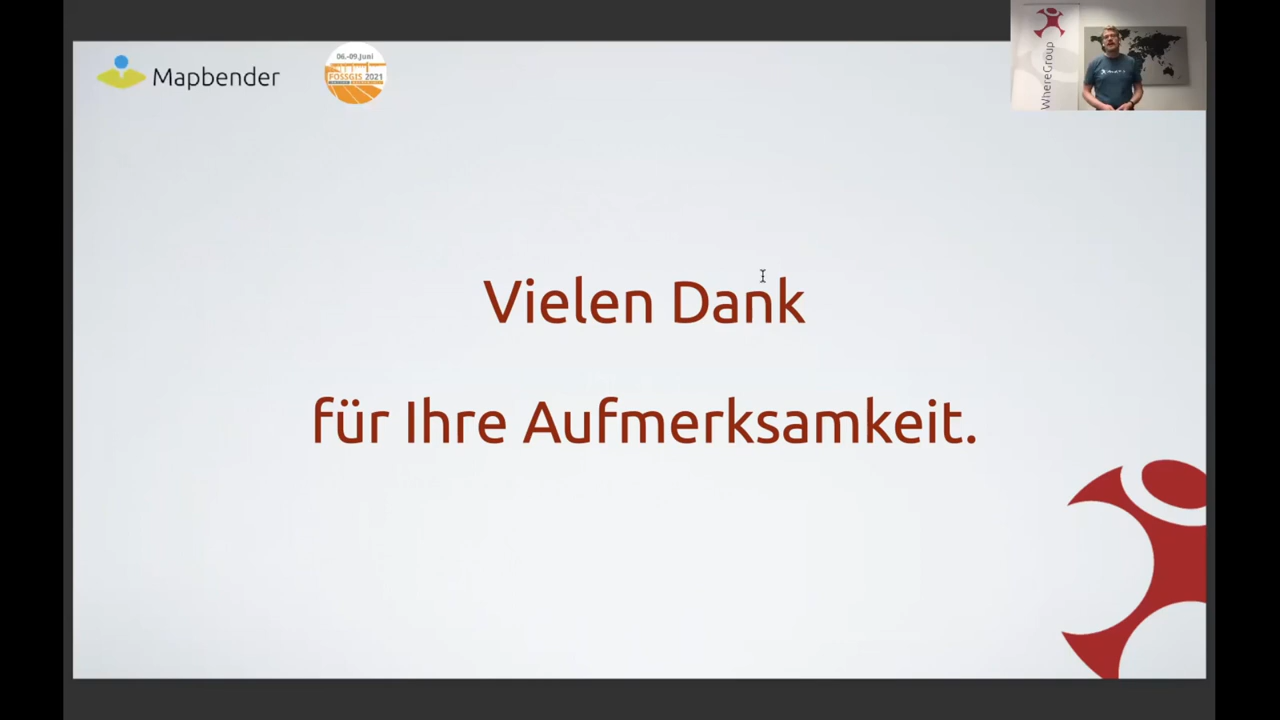 Mapbender
06.-09.Juni
FOSSGIS 2021
WhereGroup
Vielen Dank
für Ihre Aufmerksamkeit.